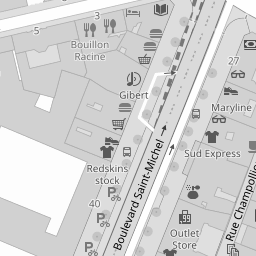 3
5
Bouillon
Racine
27
Gibert
Maryline
Boulevard Saint-Michel
Sud Express
Redskins
stock
40
Rue Champollion
Outlet
Store